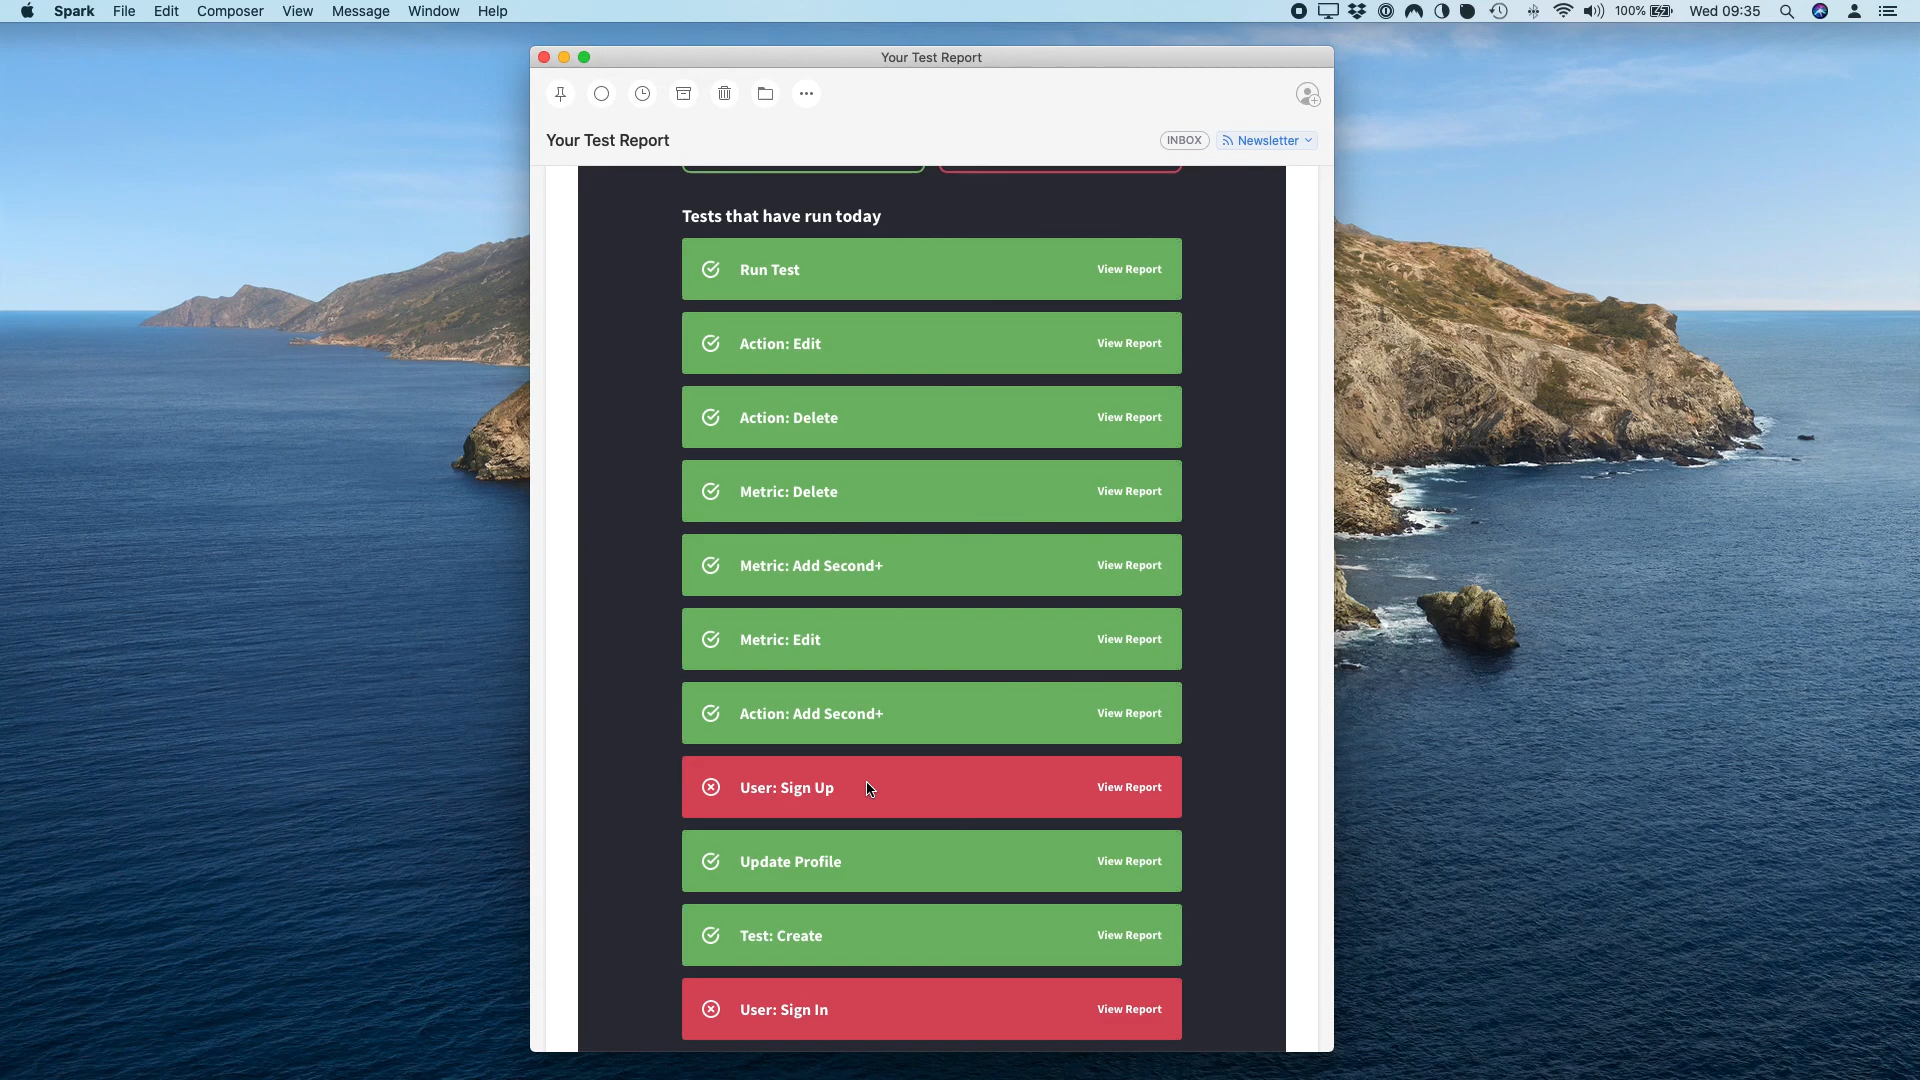 Spark File Edit Composer View Message Window Help 100% Wed 09:35
Your Test Report
Your Test Report INBOX Newsletter
Tests that have run today
Run Test View Report
Action: Edit View Report
Action: Delete View Report
Metric: Delete View Report
Metric: Add Second+ View Report
Metric: Edit View Report
Action: Add Second+ View Report
User: Sign Up View Report
Update Profile View Report
Test: Create View Report
User: Sign In View Report